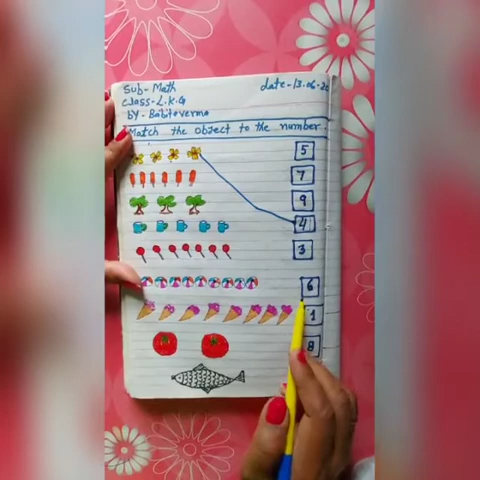 Sub- Math
date-13.06.20
class- L.K.G
by- Babita verma
Match the object to the number.
5
7
9
4
3
6
1
8